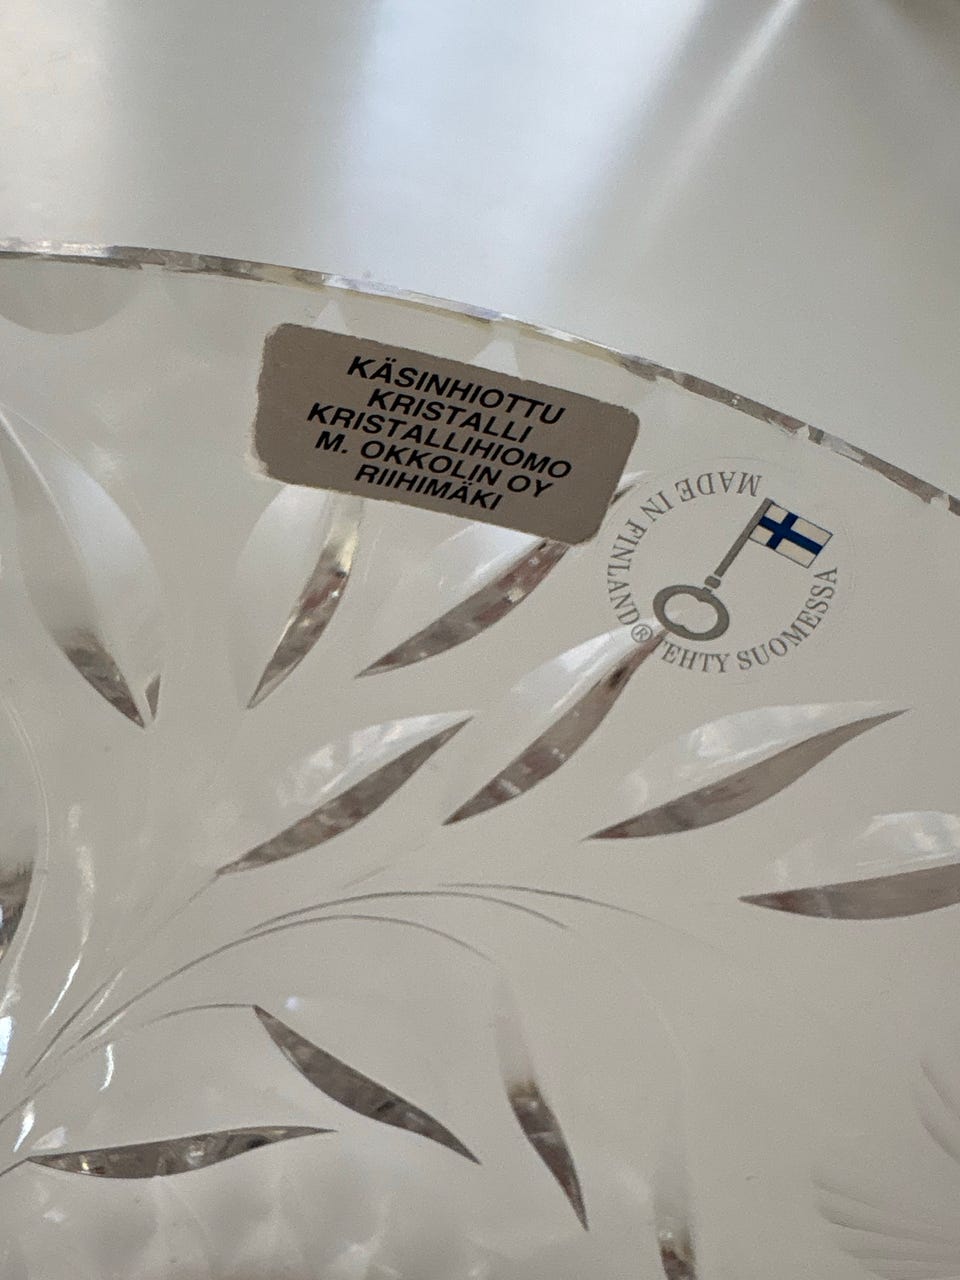 KÄSINHIOTTU
KRISTALLI
KRISTALLIHIOMO
M. OKKOLIN OY
RIIHIMÄKI
MADE IN FINLAND®
TEHTY SUOMESSA